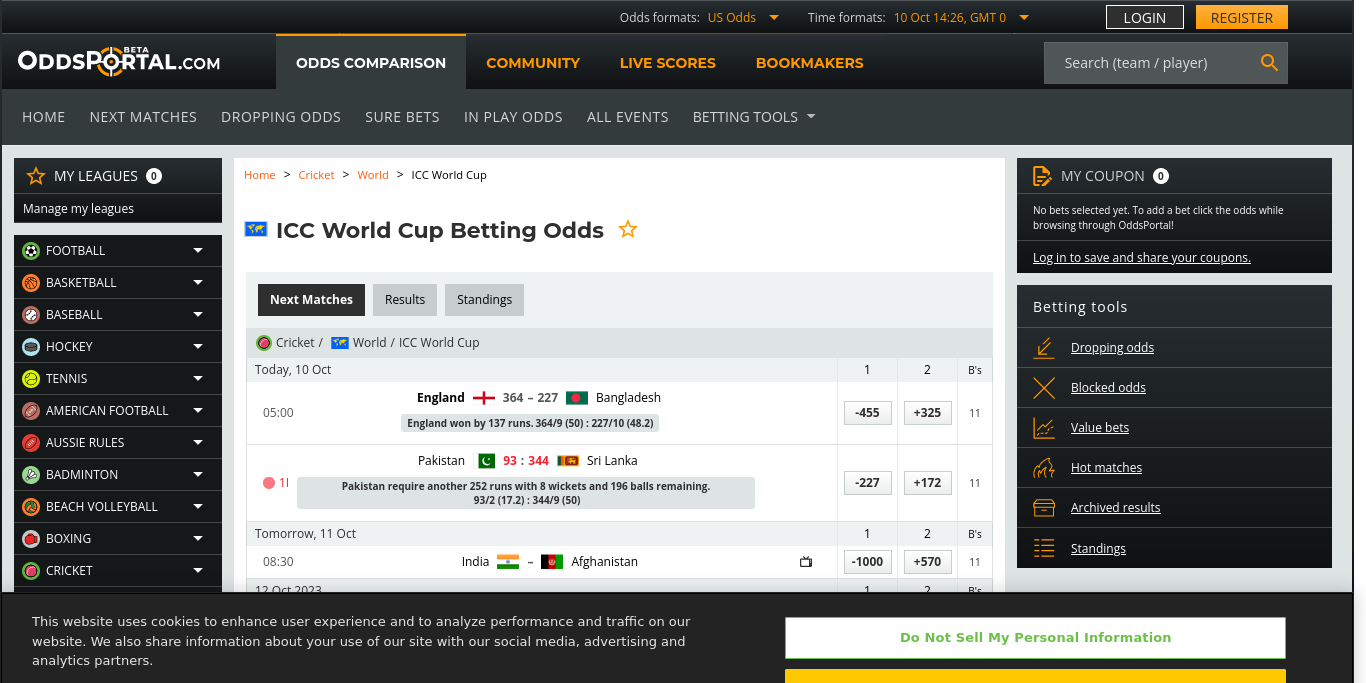 Odds formats: US Odds Time formats: 10 Oct 14:26, GMT 0 LOGIN REGISTER
ODDSPORTAL.COM BETA ODDS COMPARISON COMMUNITY LIVE SCORES BOOKMAKERS Search (team / player)
HOME NEXT MATCHES DROPPING ODDS SURE BETS IN PLAY ODDS ALL EVENTS BETTING TOOLS
MY LEAGUES 0
Manage my leagues
FOOTBALL
BASKETBALL
BASEBALL
HOCKEY
TENNIS
AMERICAN FOOTBALL
AUSSIE RULES
BADMINTON
BEACH VOLLEYBALL
BOXING
CRICKET
Home > Cricket > World > ICC World Cup
ICC World Cup Betting Odds
Next Matches Results Standings
Cricket / World / ICC World Cup
Today, 10 Oct 1 2 B's
England 364 – 227 Bangladesh
05:00 -455 +325 11
England won by 137 runs. 364/9 (50) : 227/10 (48.2)
Pakistan 93 : 344 Sri Lanka
1I -227 +172 11
Pakistan require another 252 runs with 8 wickets and 196 balls remaining.
93/2 (17.2) : 344/9 (50)
Tomorrow, 11 Oct 1 2 B's
08:30 India – Afghanistan -1000 +570 11
12 Oct 2023 1 2 B's
MY COUPON 0
No bets selected yet. To add a bet click the odds while
browsing through OddsPortal!
Log in to save and share your coupons.
Betting tools
Dropping odds
Blocked odds
Value bets
Hot matches
Archived results
Standings
This website uses cookies to enhance user experience and to analyze performance and traffic on our
website. We also share information about your use of our site with our social media, advertising and
analytics partners.
Do Not Sell My Personal Information